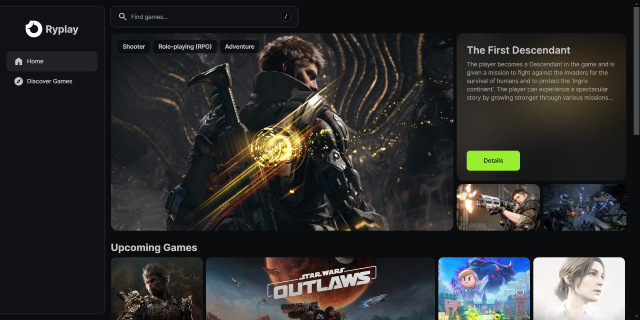 Ryplay
Find games...
/
Home
Discover Games
Shooter
Role-playing (RPG)
Adventure
The First Descendant
The player becomes a Descendant in the game and is
given a mission to fight against the invaders for the
survival of humans and to protect the 'Ingris
continent'. The player can experience a spectacular
story by growing stronger through various missions...
Details
Upcoming Games
STAR WARS
OUTLAWS